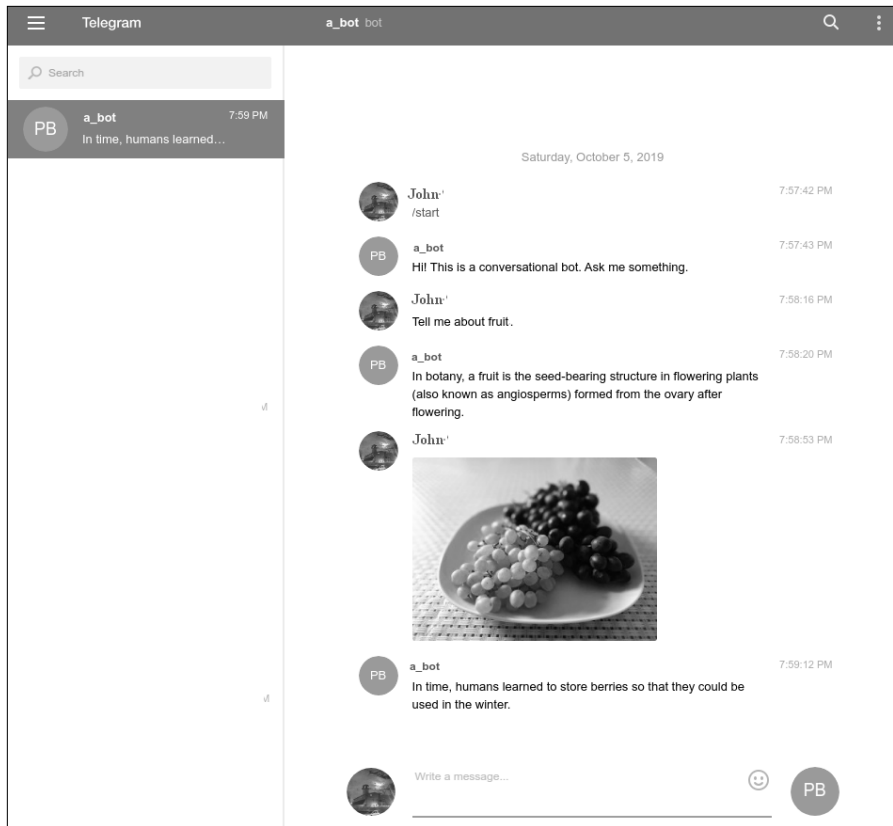 Telegram
a_bot bot
Search
PB
a_bot 7:59 PM
In time, humans learned…
Saturday, October 5, 2019
John 7:57:42 PM
/start
PB
a_bot 7:57:43 PM
Hi! This is a conversational bot. Ask me something.
John 7:58:16 PM
Tell me about fruit.
PB
a_bot 7:58:20 PM
In botany, a fruit is the seed-bearing structure in flowering plants
(also known as angiosperms) formed from the ovary after
flowering.
John 7:58:53 PM
PB
a_bot 7:59:12 PM
In time, humans learned to store berries so that they could be
used in the winter.
Write a message...
PB